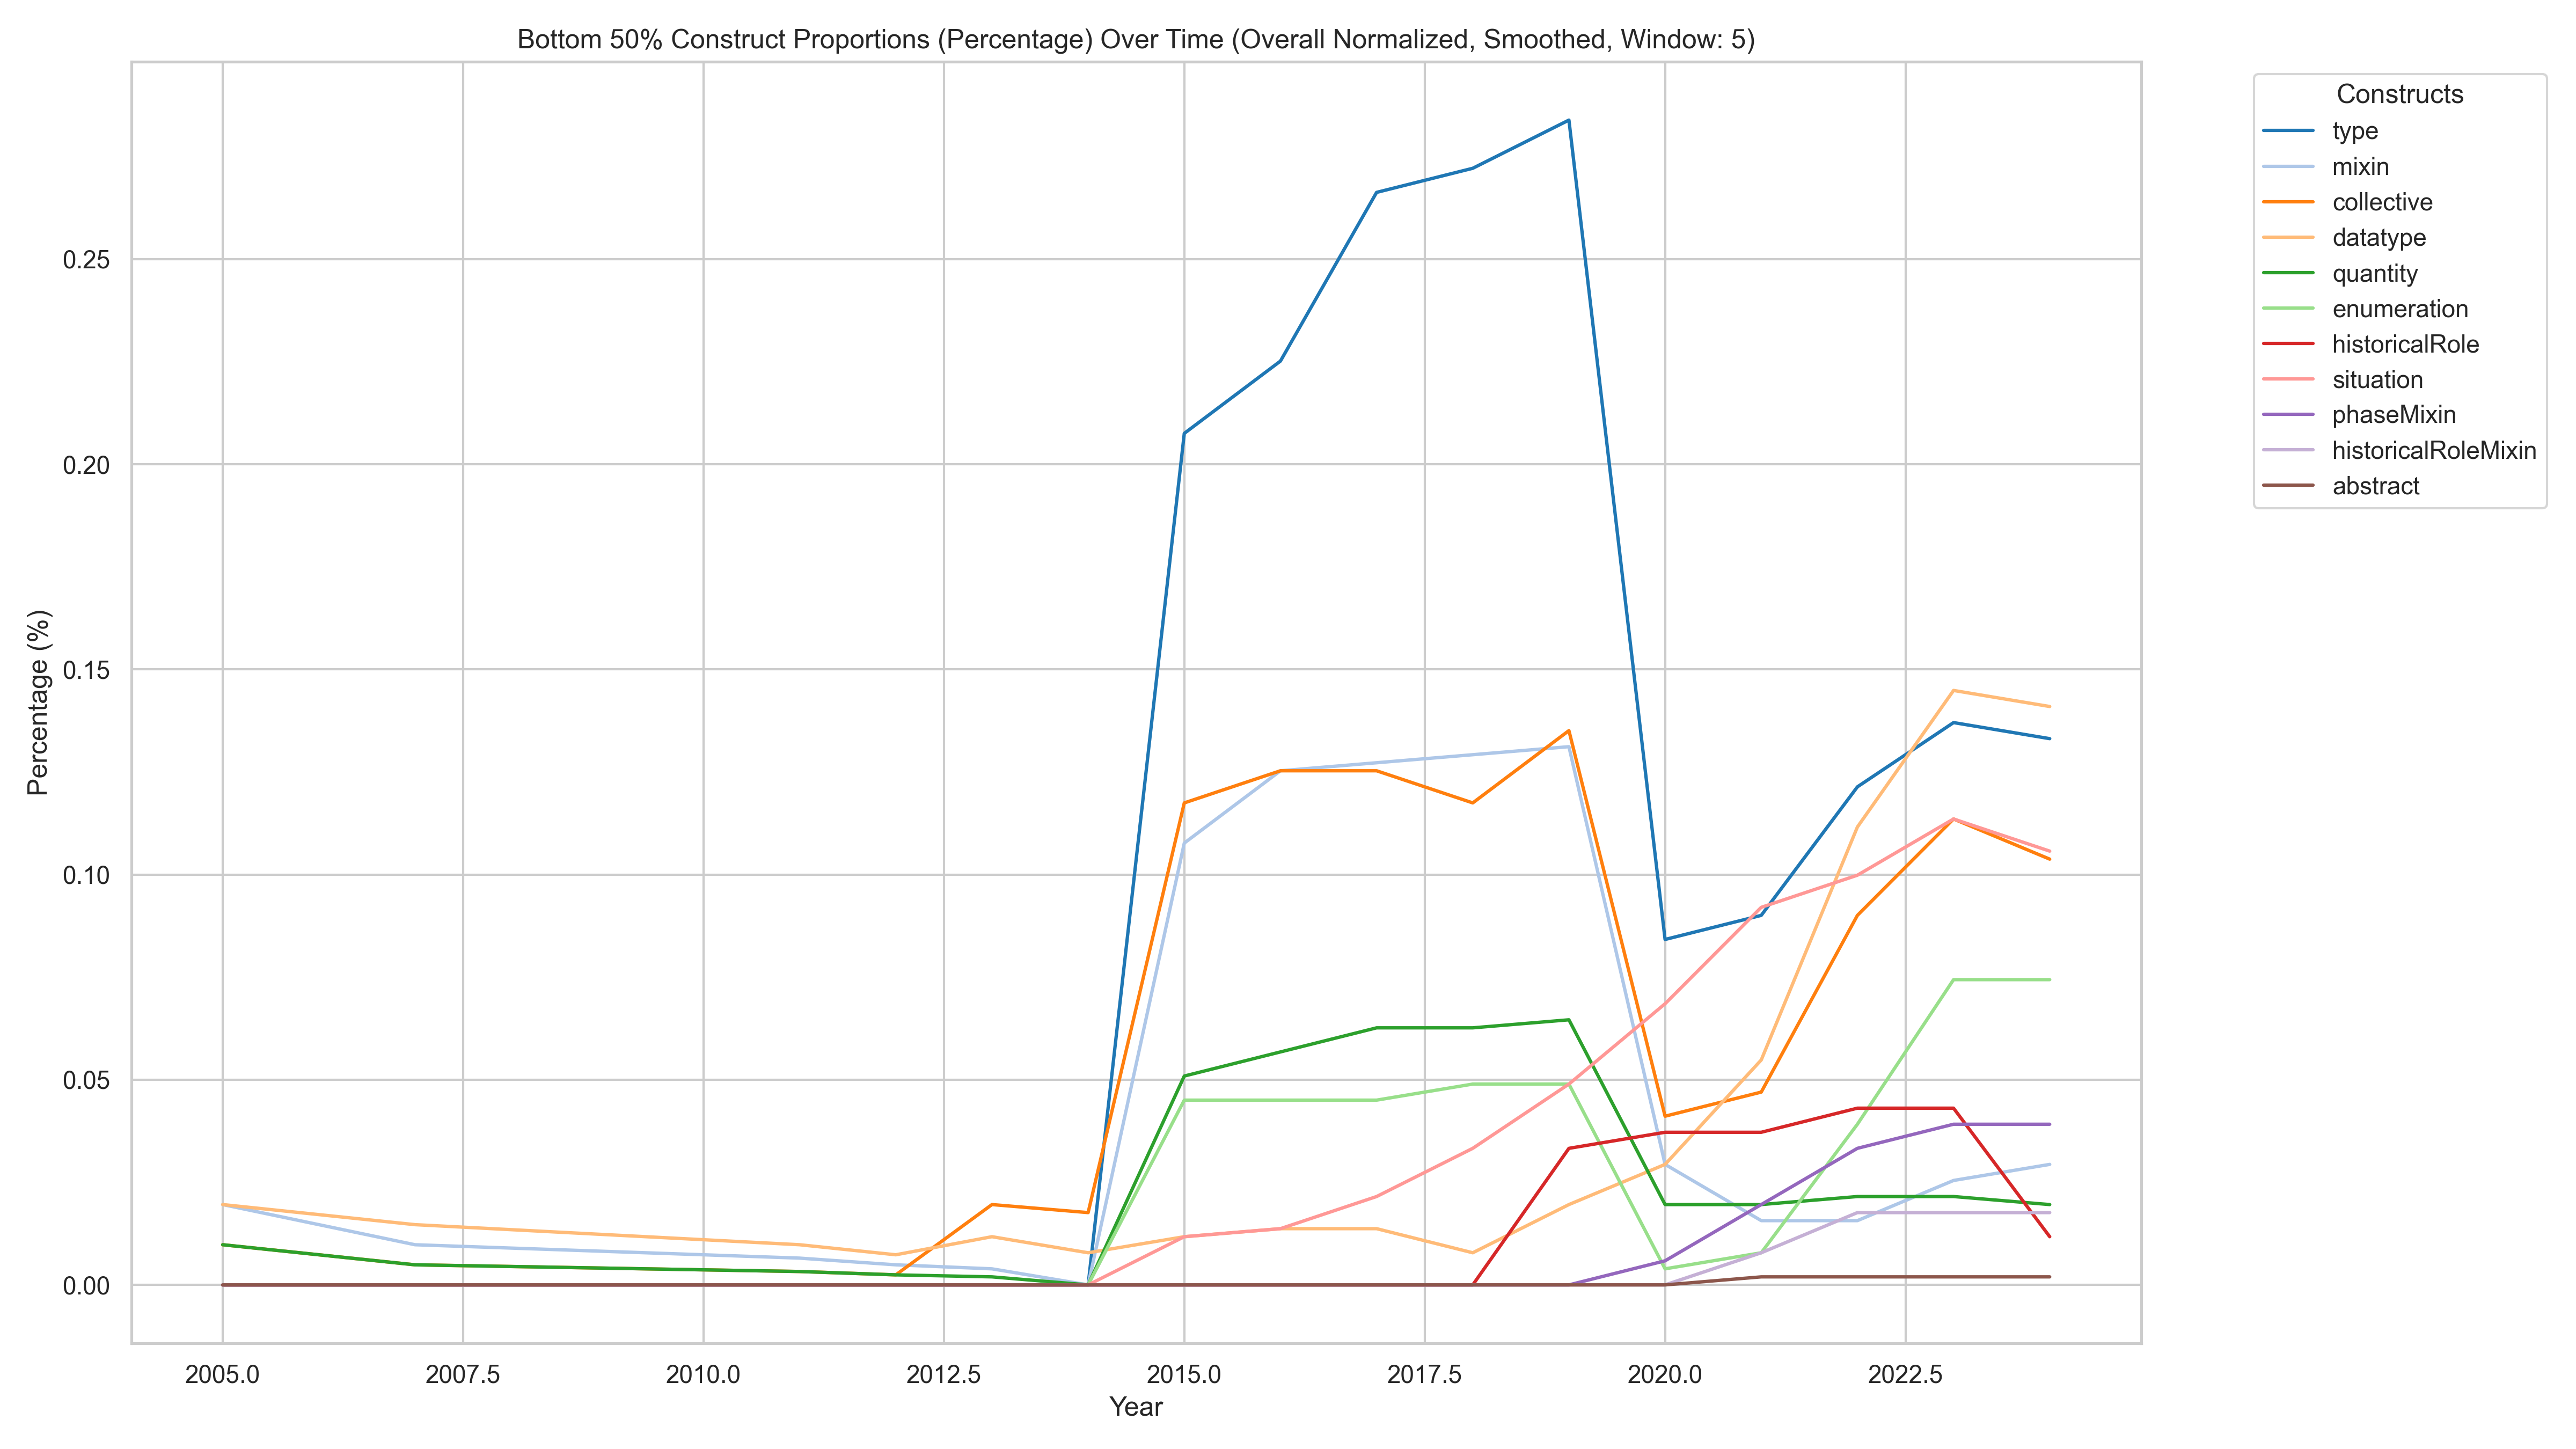 Bottom 50% Construct Proportions (Percentage) Over Time (Overall Normalized, Smoothed, Window: 5)
Constructs
type
mixin
collective
datatype
quantity
enumeration
historicalRole
situation
phaseMixin
historicalRoleMixin
abstract
Percentage (%)
0.25
0.20
0.15
0.10
0.05
0.00
2005.0 2007.5 2010.0 2012.5 2015.0 2017.5 2020.0 2022.5
Year